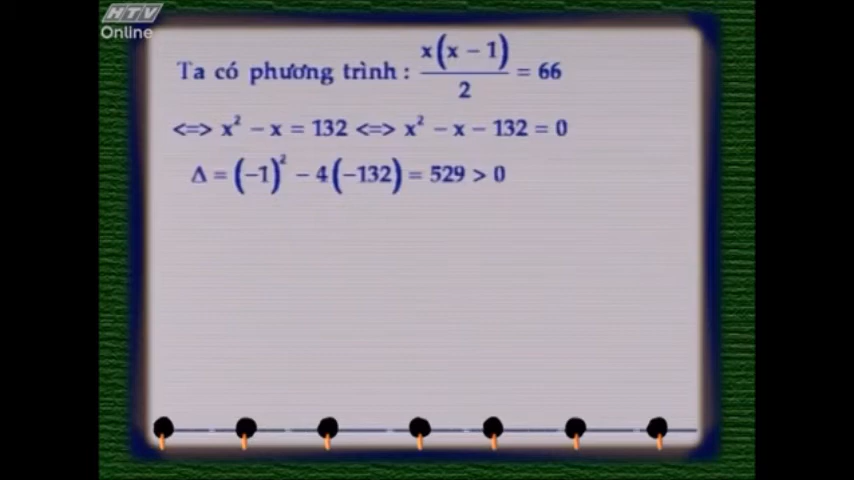 HTV
Online
Ta có phương trình : x(x − 1)/2 = 66
<=> x² − x = 132 <=> x² − x − 132 = 0
Δ = (−1)² − 4(−132) = 529 > 0